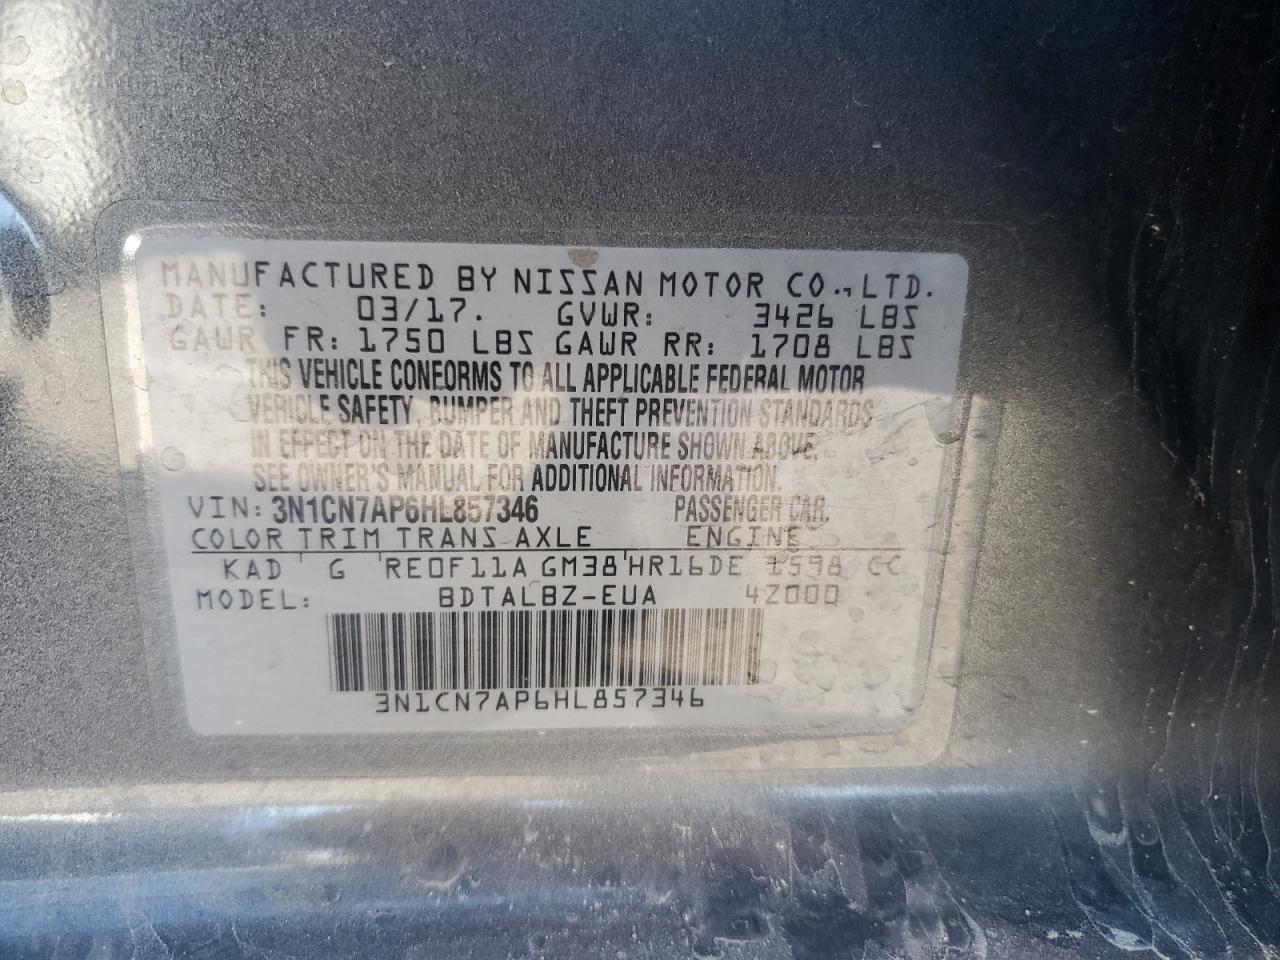 MANUFACTURED BY NISSAN MOTOR CO., LTD.
DATE: 03/17. GVWR: 3426 LBS
GAWR FR: 1750 LBS GAWR RR: 1708 LBS
THIS VEHICLE CONFORMS TO ALL APPLICABLE FEDERAL MOTOR
VEHICLE SAFETY, BUMPER AND THEFT PREVENTION STANDARDS
IN EFFECT ON THE DATE OF MANUFACTURE SHOWN ABOVE.
SEE OWNER'S MANUAL FOR ADDITIONAL INFORMATION.
VIN: 3N1CN7AP6HL857346 PASSENGER CAR.
COLOR TRIM TRANS AXLE ENGINE
KAD G RE0F11A GM38 HR16DE 1598 CC
MODEL: BDTALBZ-EUA 4Z000
3N1CN7AP6HL857346